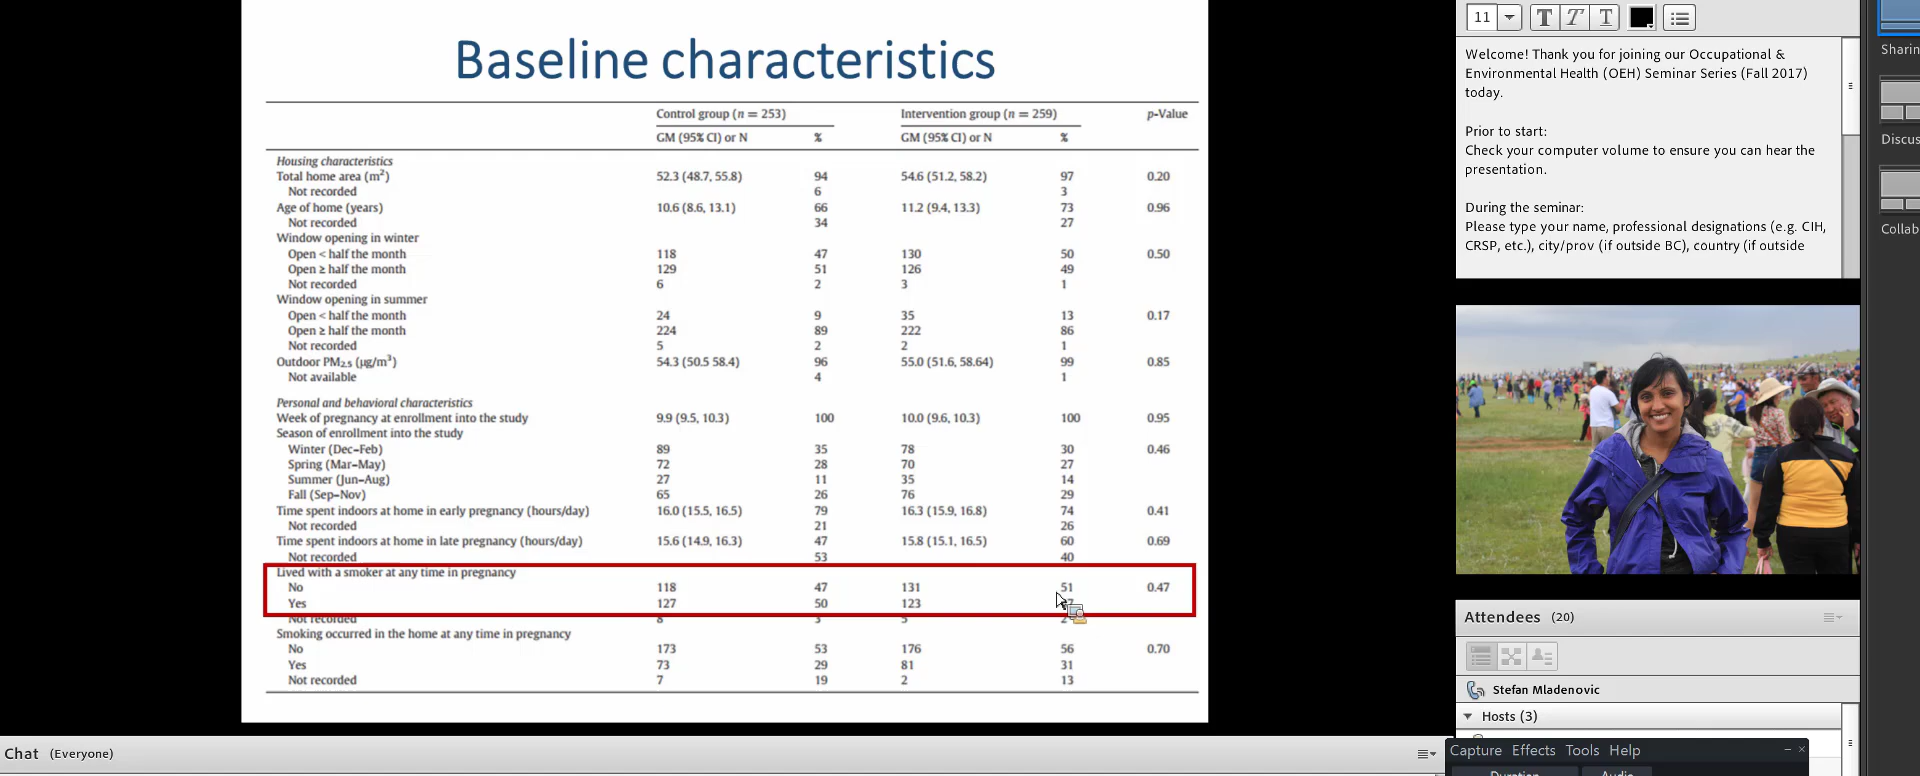 Baseline characteristics
Control group (n = 253) Intervention group (n = 259) p-Value
GM (95% CI) or N % GM (95% CI) or N %
Housing characteristics
Total home area (m²) 52.3 (48.7, 55.8) 94 54.6 (51.2, 58.2) 97 0.20
Not recorded 6 3
Age of home (years) 10.6 (8.6, 13.1) 66 11.2 (9.4, 13.3) 73 0.96
Not recorded 34 27
Window opening in winter
Open < half the month 118 47 130 50 0.50
Open ≥ half the month 129 51 126 49
Not recorded 6 2 3 1
Window opening in summer
Open < half the month 24 9 35 13 0.17
Open ≥ half the month 224 89 222 86
Not recorded 5 2 2 1
Outdoor PM₂.₅ (μg/m³) 54.3 (50.5 58.4) 96 55.0 (51.6, 58.64) 99 0.85
Not available 4 1
Personal and behavioral characteristics
Week of pregnancy at enrollment into the study 9.9 (9.5, 10.3) 100 10.0 (9.6, 10.3) 100 0.95
Season of enrollment into the study
Winter (Dec–Feb) 89 35 78 30 0.46
Spring (Mar–May) 72 28 70 27
Summer (Jun–Aug) 27 11 35 14
Fall (Sep–Nov) 65 26 76 29
Time spent indoors at home in early pregnancy (hours/day) 16.0 (15.5, 16.5) 79 16.3 (15.9, 16.8) 74 0.41
Not recorded 21 26
Time spent indoors at home in late pregnancy (hours/day) 15.6 (14.9, 16.3) 47 15.8 (15.1, 16.5) 60 0.69
Not recorded 53 40
Lived with a smoker at any time in pregnancy
No 118 47 131 51 0.47
Yes 127 50 123
Not recorded 8 3 5 2
Smoking occurred in the home at any time in pregnancy
No 173 53 176 56 0.70
Yes 73 29 81 31
Not recorded 7 19 2 13
Chat (Everyone)
11 T T T
Welcome! Thank you for joining our Occupational &
Environmental Health (OEH) Seminar Series (Fall 2017)
today.
Prior to start:
Check your computer volume to ensure you can hear the
presentation.
During the seminar:
Please type your name, professional designations (e.g. CIH,
CRSP, etc.), city/prov (if outside BC), country (if outside
Attendees (20)
Stefan Mladenovic
Hosts (3)
Capture Effects Tools Help
Duration Audio
Sharin
Discus
Collab